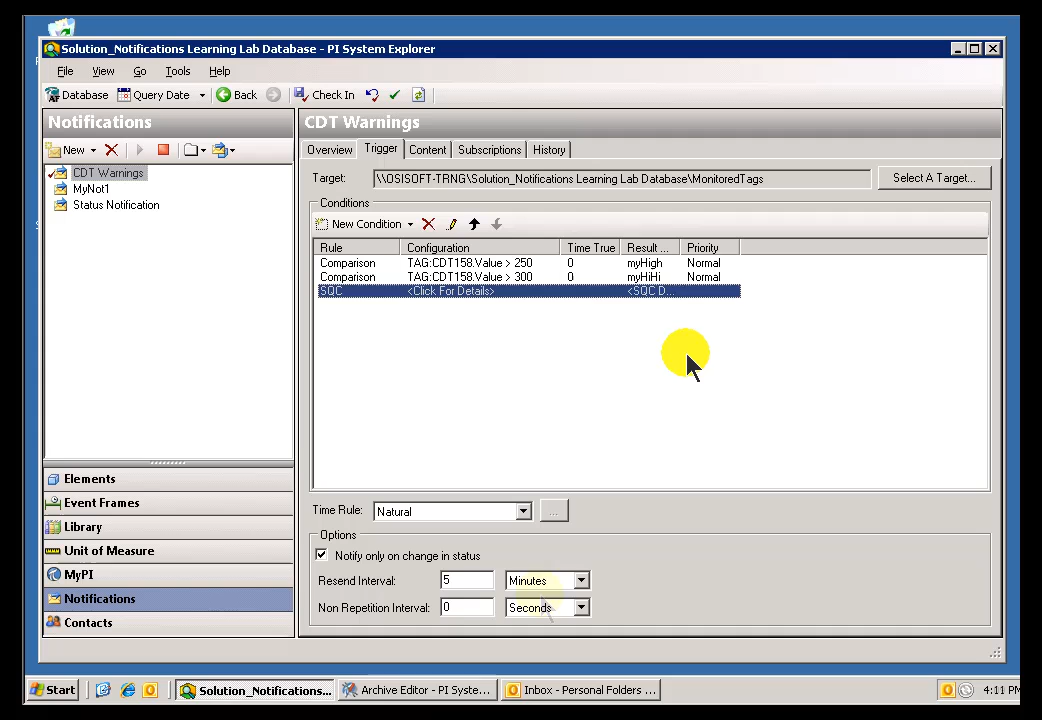 Solution_Notifications Learning Lab Database - PI System Explorer
File View Go Tools Help
Database Query Date Back Check In
Notifications
New
CDT Warnings
MyNot1
Status Notification
Elements
Event Frames
Library
Unit of Measure
MyPI
Notifications
Contacts
CDT Warnings
Overview Trigger Content Subscriptions History
Target: \\OSISOFT-TRNG\Solution_Notifications Learning Lab Database\MonitoredTags Select A Target...
Conditions
New Condition
Rule Configuration Time True Result ... Priority
Comparison TAG:CDT158.Value > 250 0 myHigh Normal
Comparison TAG:CDT158.Value > 300 0 myHiHi Normal
SQC <Click For Details> <SQC D...
Time Rule: Natural ...
Options
Notify only on change in status
Resend Interval: 5 Minutes
Non Repetition Interval: 0 Seconds
Start Solution_Notifications... Archive Editor - PI Syste... Inbox - Personal Folders ... 4:11 PM